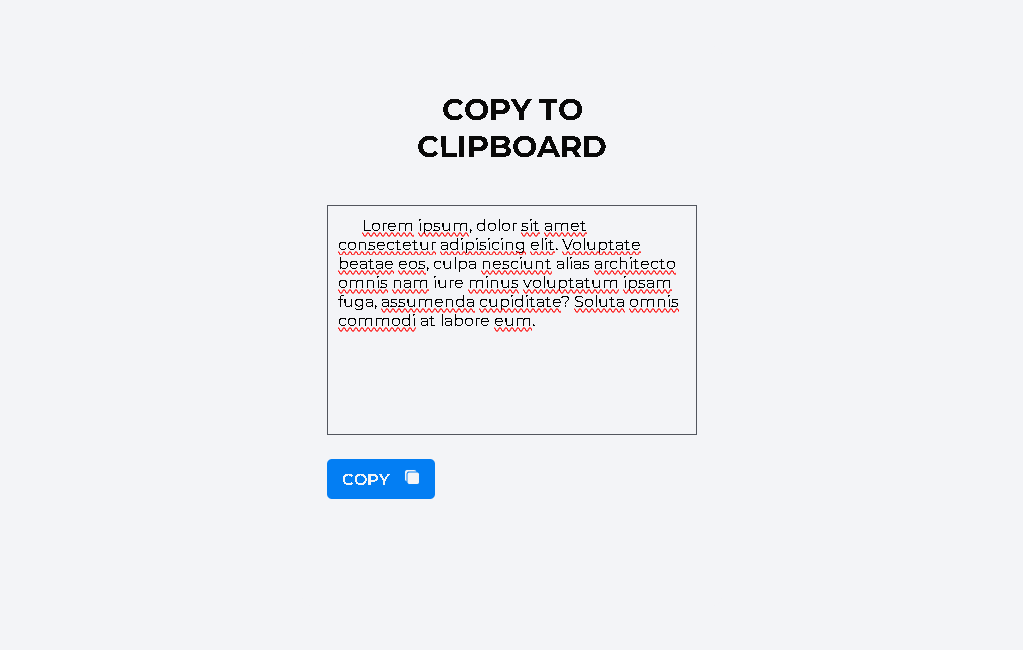 COPY TO
CLIPBOARD
Lorem ipsum, dolor sit amet
consectetur adipisicing elit. Voluptate
beatae eos, culpa nesciunt alias architecto
omnis nam iure minus voluptatum ipsam
fuga, assumenda cupiditate? Soluta omnis
commodi at labore eum.
COPY